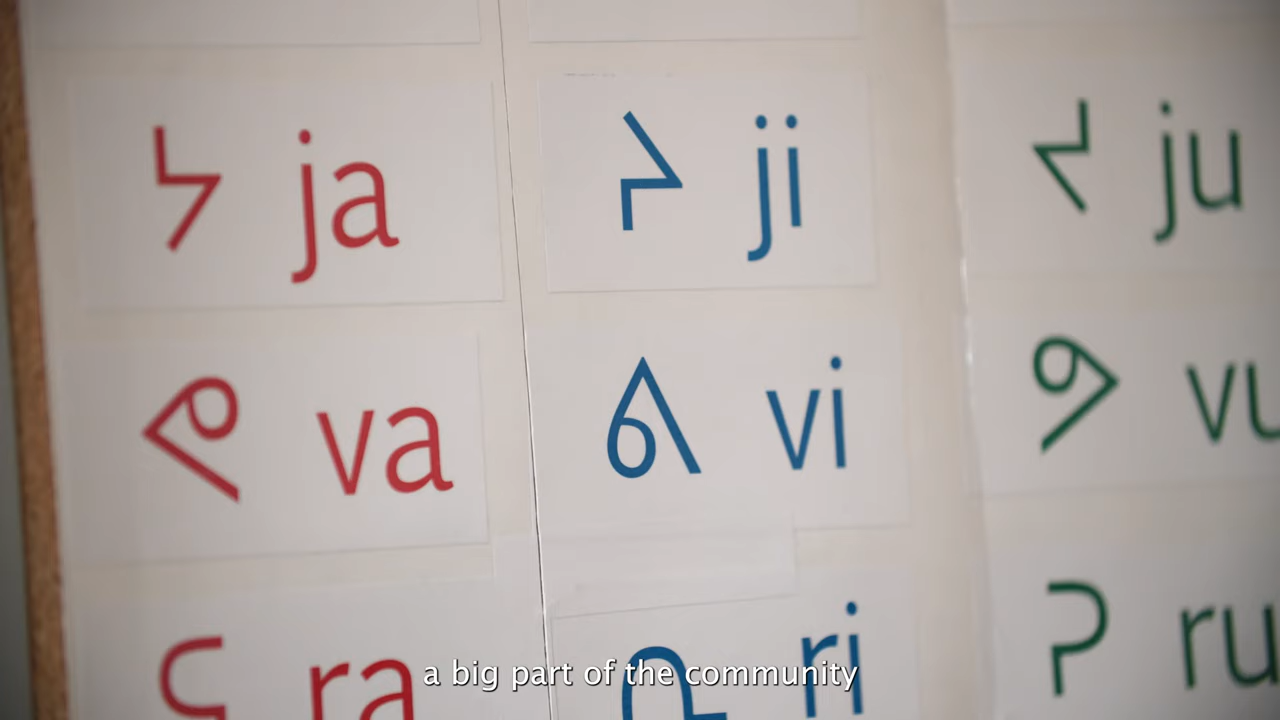 ᔭ ja ᔨ ji ᔪ ju
ᕙ va ᕕ vi ᕗ vu
ᕋ ra ᕆ ri ᕈ ru
a big part of the community